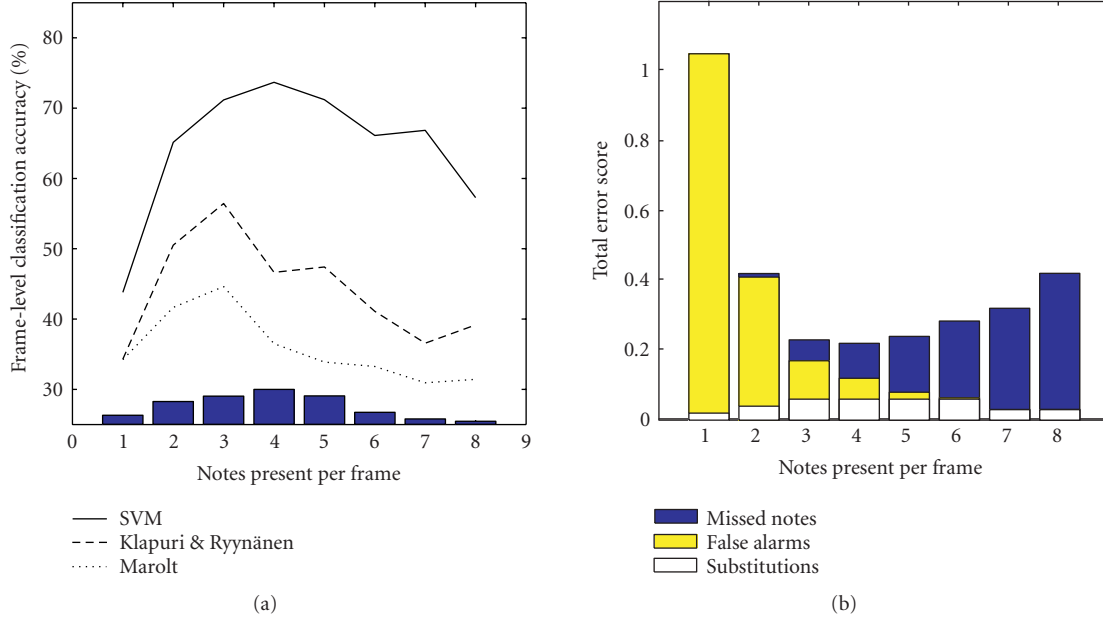 Frame-level classification accuracy (%)
80
70
60
50
40
30
0 1 2 3 4 5 6 7 8 9
Notes present per frame
SVM
Klapuri & Ryynänen
Marolt
(a)
Total error score
1
0.8
0.6
0.4
0.2
0
1 2 3 4 5 6 7 8
Notes present per frame
Missed notes
False alarms
Substitutions
(b)